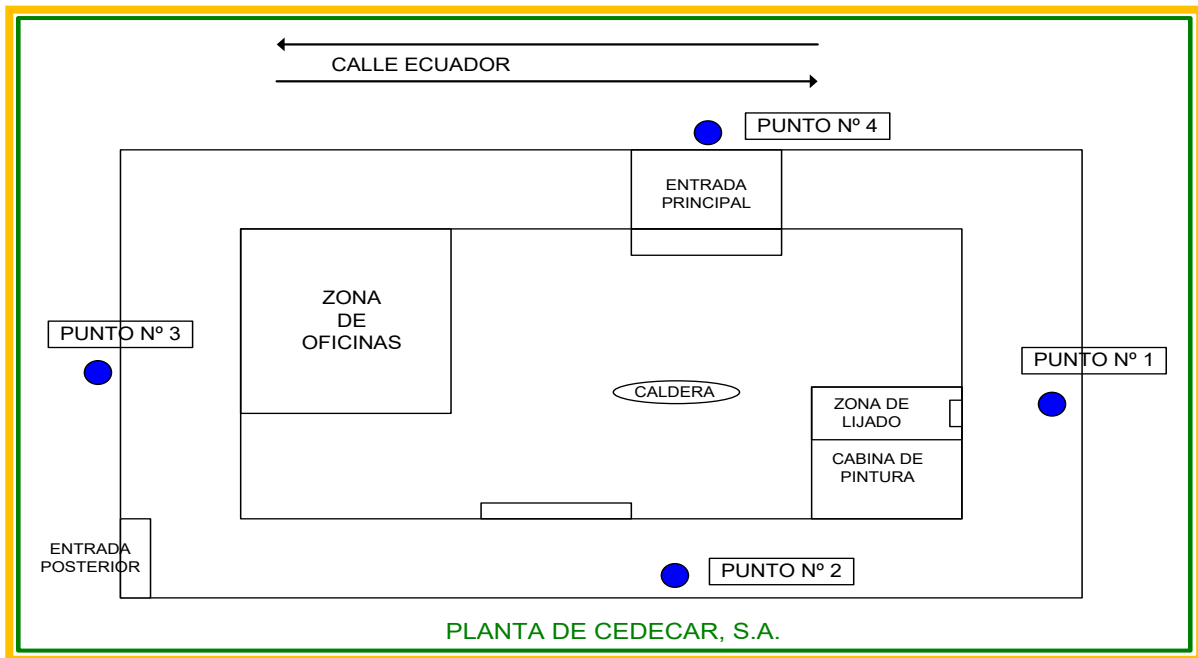 CALLE ECUADOR
PUNTO Nº 4
ENTRADA
PRINCIPAL
ZONA
DE
OFICINAS
PUNTO Nº 3
PUNTO Nº 1
CALDERA
ZONA DE
LIJADO
CABINA DE
PINTURA
ENTRADA
POSTERIOR
PUNTO Nº 2
PLANTA DE CEDECAR, S.A.